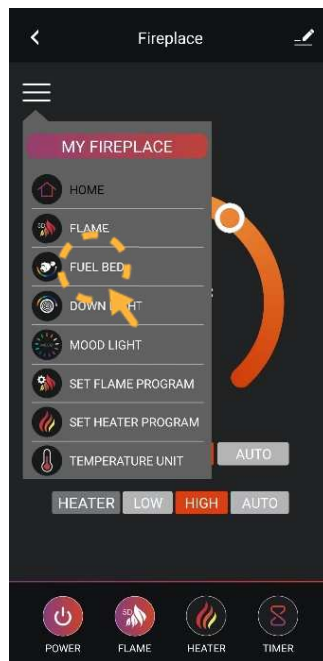 Fireplace
MY FIREPLACE
HOME
FLAME
FUEL BED
DOWN
MOOD LIGHT
SET FLAME PROGRAM
SET HEATER PROGRAM
TEMPERATURE UNIT
AUTO
HEATER LOW HIGH AUTO
POWER FLAME HEATER TIMER